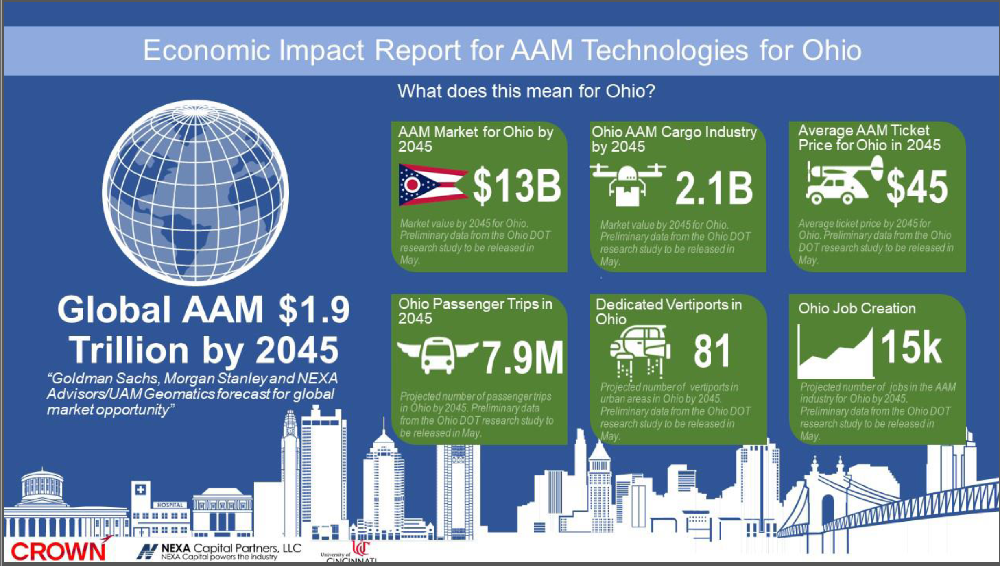 Economic Impact Report for AAM Technologies for Ohio
What does this mean for Ohio?
Global AAM $1.9
Trillion by 2045
“Goldman Sachs, Morgan Stanley and NEXA
Advisors/UAM Geomatics forecast for global
market opportunity”
AAM Market for Ohio by
2045
$13B
Market value by 2045 for Ohio.
Preliminary data from the Ohio DOT
research study to be released in
May.
Ohio AAM Cargo Industry
by 2045
2.1B
Market value by 2045 for Ohio.
Preliminary data from the Ohio DOT
research study to be released in
May.
Average AAM Ticket
Price for Ohio in 2045
$45
Average ticket price by 2045 for
Ohio. Preliminary data from the Ohio
DOT research study to be released in
May.
Ohio Passenger Trips in
2045
7.9M
Projected number of passenger trips
in Ohio by 2045. Preliminary data
from the Ohio DOT research study to
be released in May.
Dedicated Vertiports in
Ohio
81
Projected number of vertiports in
urban areas in Ohio by 2045.
Preliminary data from the Ohio DOT
research study to be released in
May.
Ohio Job Creation
15k
Projected number of jobs in the AAM
industry for Ohio by 2045.
Preliminary data from the Ohio DOT
research study to be released in
May.
HOSPITAL
CROWN
NEXA Capital Partners, LLC
NEXA Capital powers the industry
UC
University of
CINCINNATI